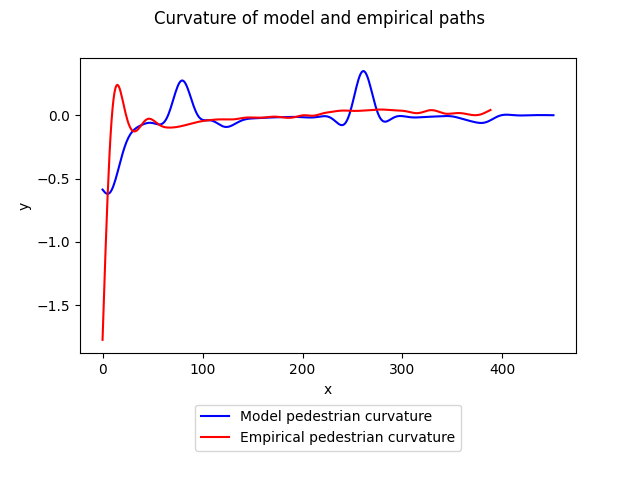 Curvature of model and empirical paths
0.0
−0.5
−1.0
−1.5
y
0 100 200 300 400
x
Model pedestrian curvature
Empirical pedestrian curvature